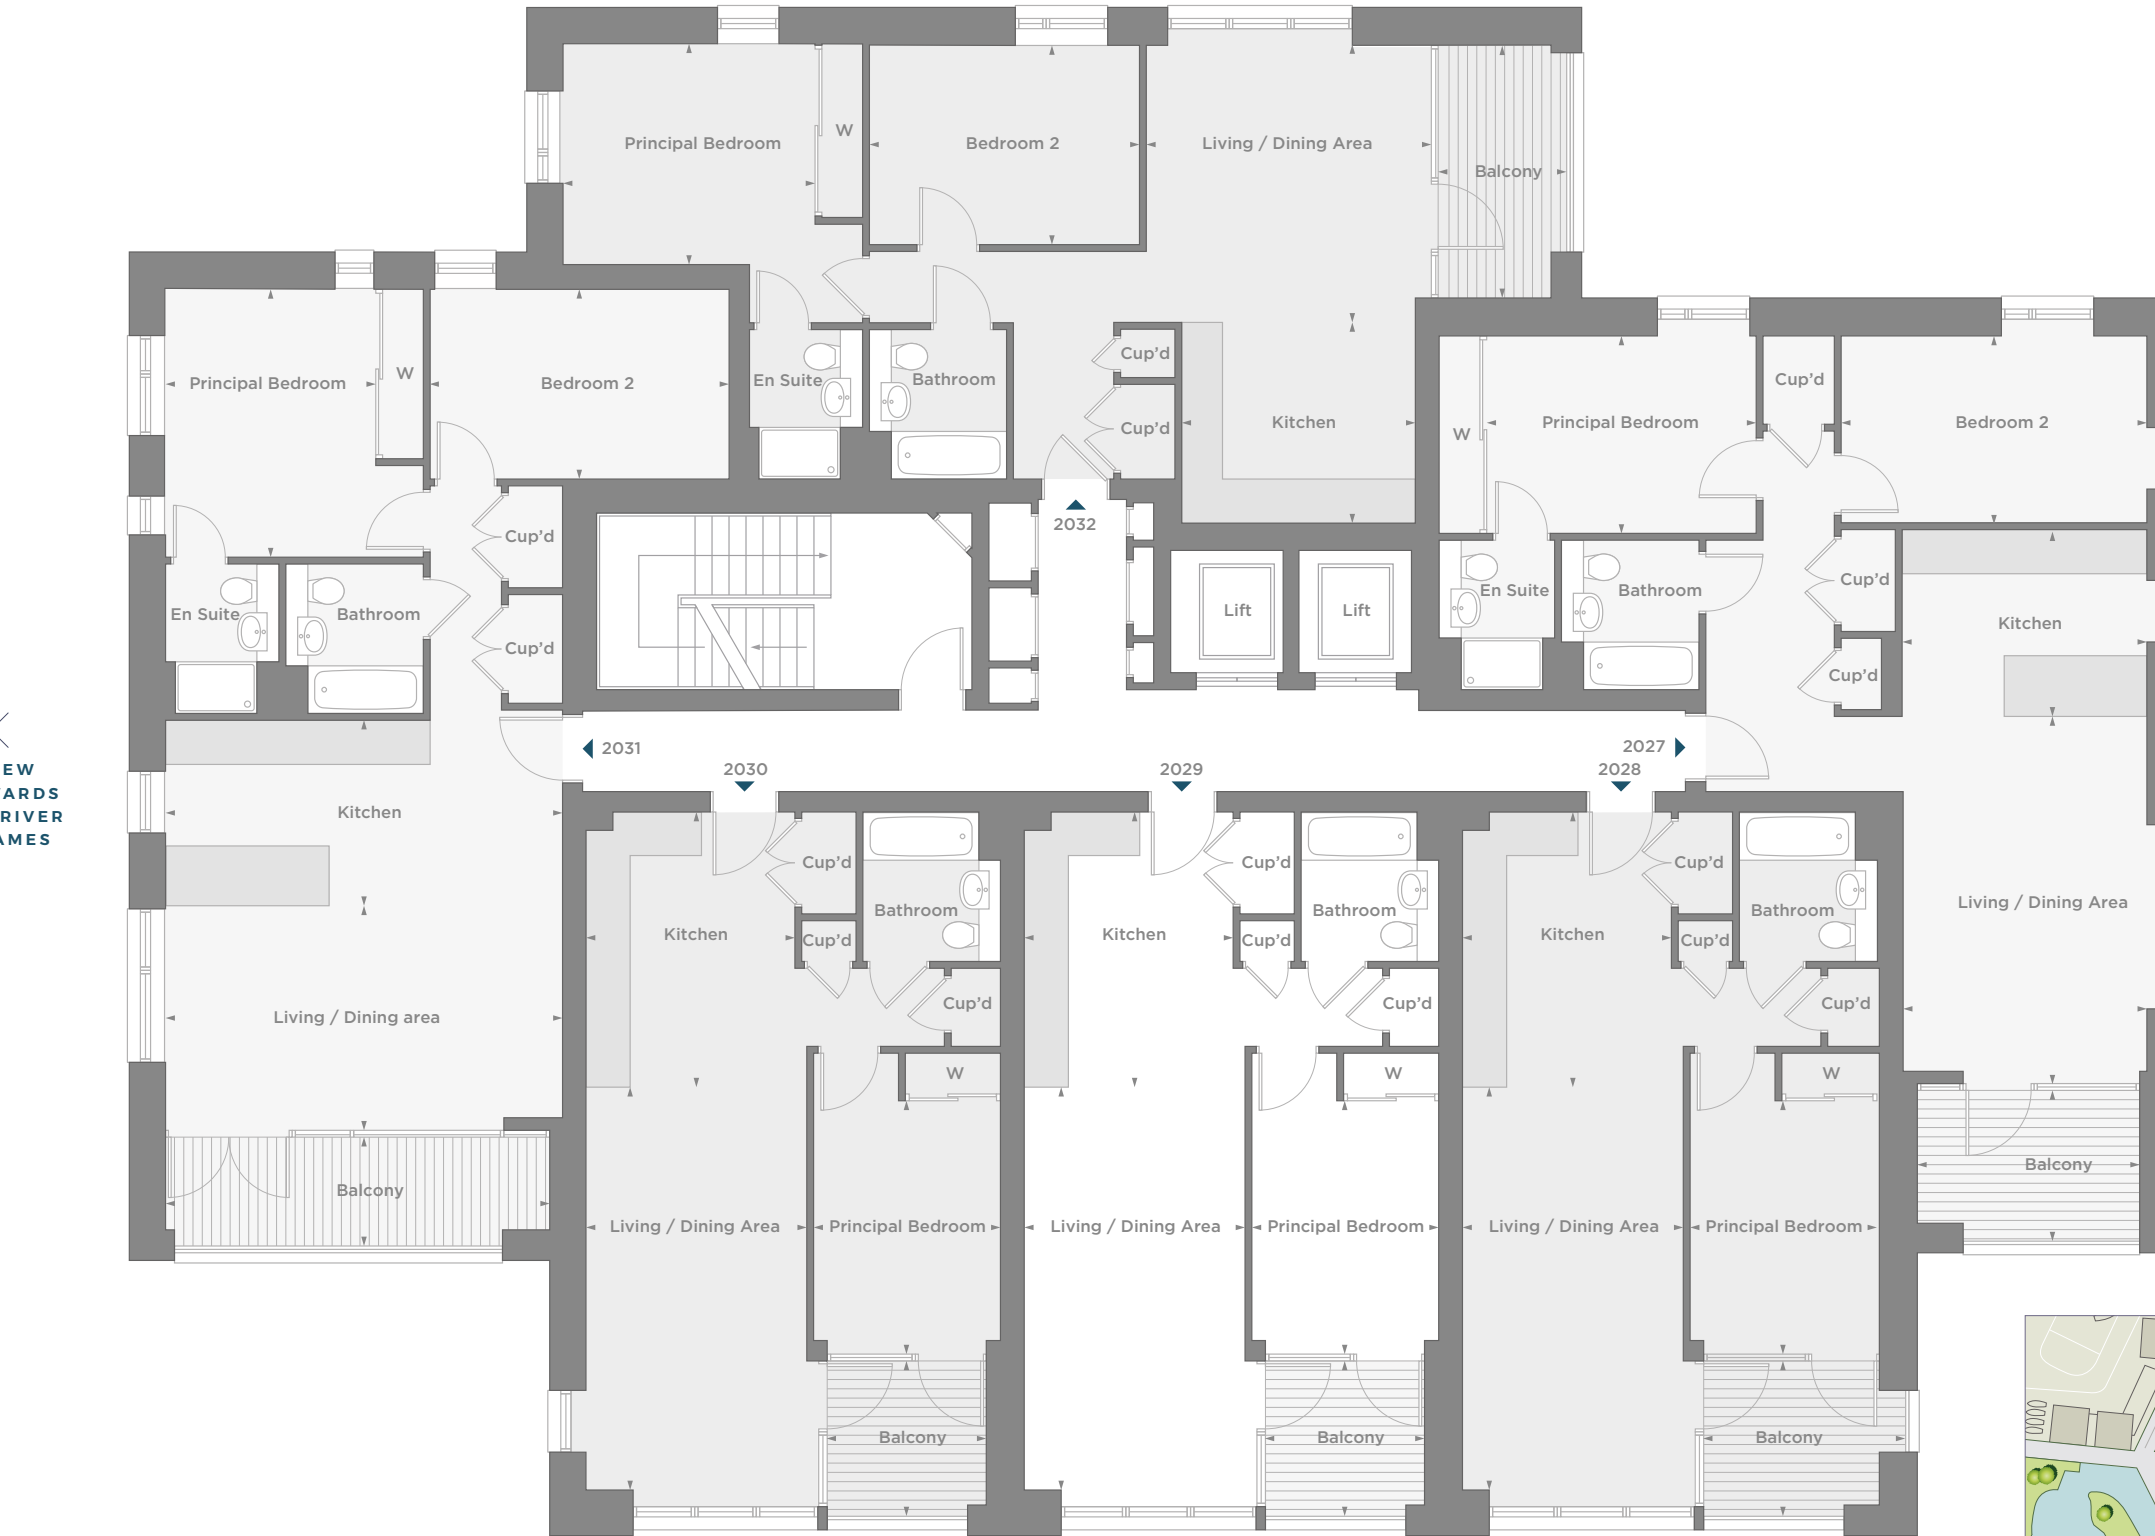 Principal Bedroom
W
Bedroom 2
Living / Dining Area
Balcony
Principal Bedroom
W
Bedroom 2
En Suite
Bathroom
Cup'd
Cup'd
Kitchen
W
Principal Bedroom
Cup'd
Bedroom 2
2032
Cup'd
Cup'd
En Suite
Bathroom
Lift
Lift
En Suite
Bathroom
Cup'd
Cup'd
Kitchen
2031
2030
2029
2027
2028
EW
ARDS
RIVER
AMES
Kitchen
Living / Dining area
Balcony
Kitchen
Cup'd
Cup'd
Bathroom
Cup'd
W
Living / Dining Area
Principal Bedroom
Balcony
Kitchen
Cup'd
Cup'd
Bathroom
Cup'd
W
Living / Dining Area
Principal Bedroom
Balcony
Kitchen
Cup'd
Cup'd
Bathroom
Cup'd
W
Living / Dining Area
Principal Bedroom
Balcony
Living / Dining Area
Balcony